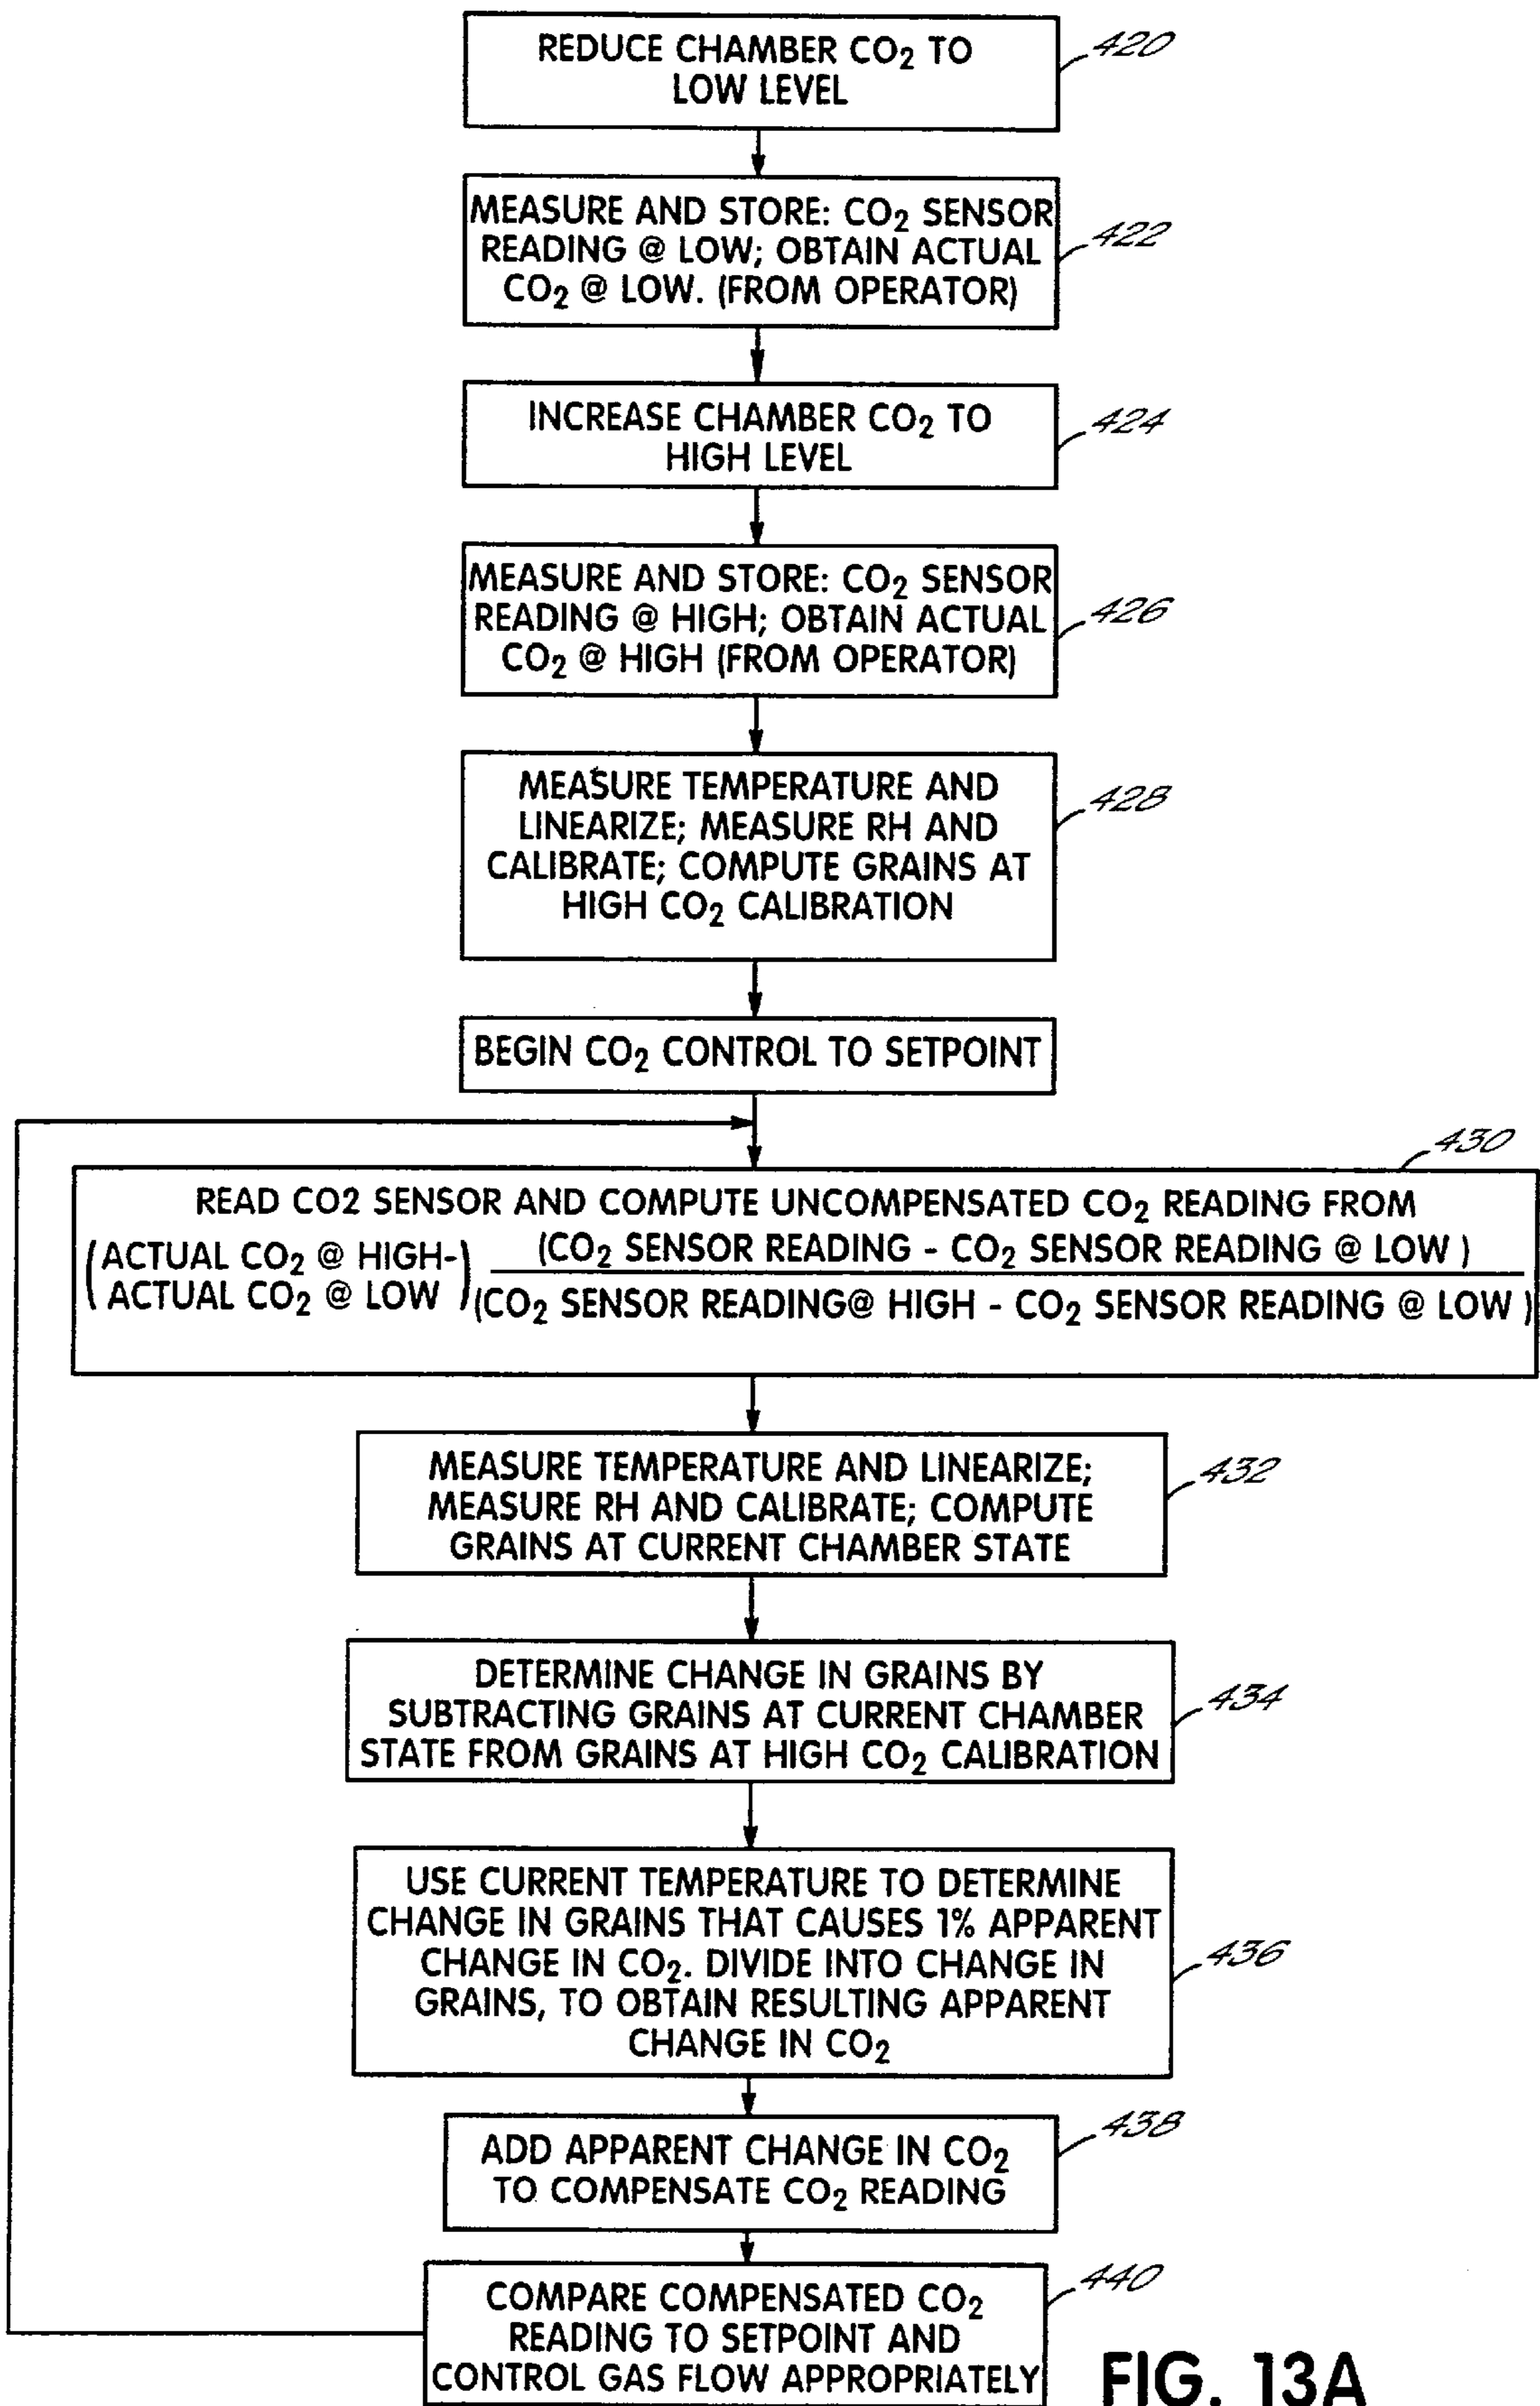 REDUCE CHAMBER CO₂ TO
LOW LEVEL
420
MEASURE AND STORE: CO₂ SENSOR
READING @ LOW; OBTAIN ACTUAL
CO₂ @ LOW. (FROM OPERATOR)
422
INCREASE CHAMBER CO₂ TO
HIGH LEVEL
424
MEASURE AND STORE: CO₂ SENSOR
READING @ HIGH; OBTAIN ACTUAL
CO₂ @ HIGH (FROM OPERATOR)
426
MEASURE TEMPERATURE AND
LINEARIZE; MEASURE RH AND
CALIBRATE; COMPUTE GRAINS AT
HIGH CO₂ CALIBRATION
428
BEGIN CO₂ CONTROL TO SETPOINT
430
READ CO2 SENSOR AND COMPUTE UNCOMPENSATED CO₂ READING FROM
(ACTUAL CO₂ @ HIGH-
ACTUAL CO₂ @ LOW)
(CO₂ SENSOR READING - CO₂ SENSOR READING @ LOW )
(CO₂ SENSOR READING@ HIGH - CO₂ SENSOR READING @ LOW )
MEASURE TEMPERATURE AND LINEARIZE;
MEASURE RH AND CALIBRATE; COMPUTE
GRAINS AT CURRENT CHAMBER STATE
432
DETERMINE CHANGE IN GRAINS BY
SUBTRACTING GRAINS AT CURRENT CHAMBER
STATE FROM GRAINS AT HIGH CO₂ CALIBRATION
434
USE CURRENT TEMPERATURE TO DETERMINE
CHANGE IN GRAINS THAT CAUSES 1% APPARENT
CHANGE IN CO₂. DIVIDE INTO CHANGE IN
GRAINS, TO OBTAIN RESULTING APPARENT
CHANGE IN CO₂
436
ADD APPARENT CHANGE IN CO₂
TO COMPENSATE CO₂ READING
438
COMPARE COMPENSATED CO₂
READING TO SETPOINT AND
CONTROL GAS FLOW APPROPRIATELY
440
FIG. 13A